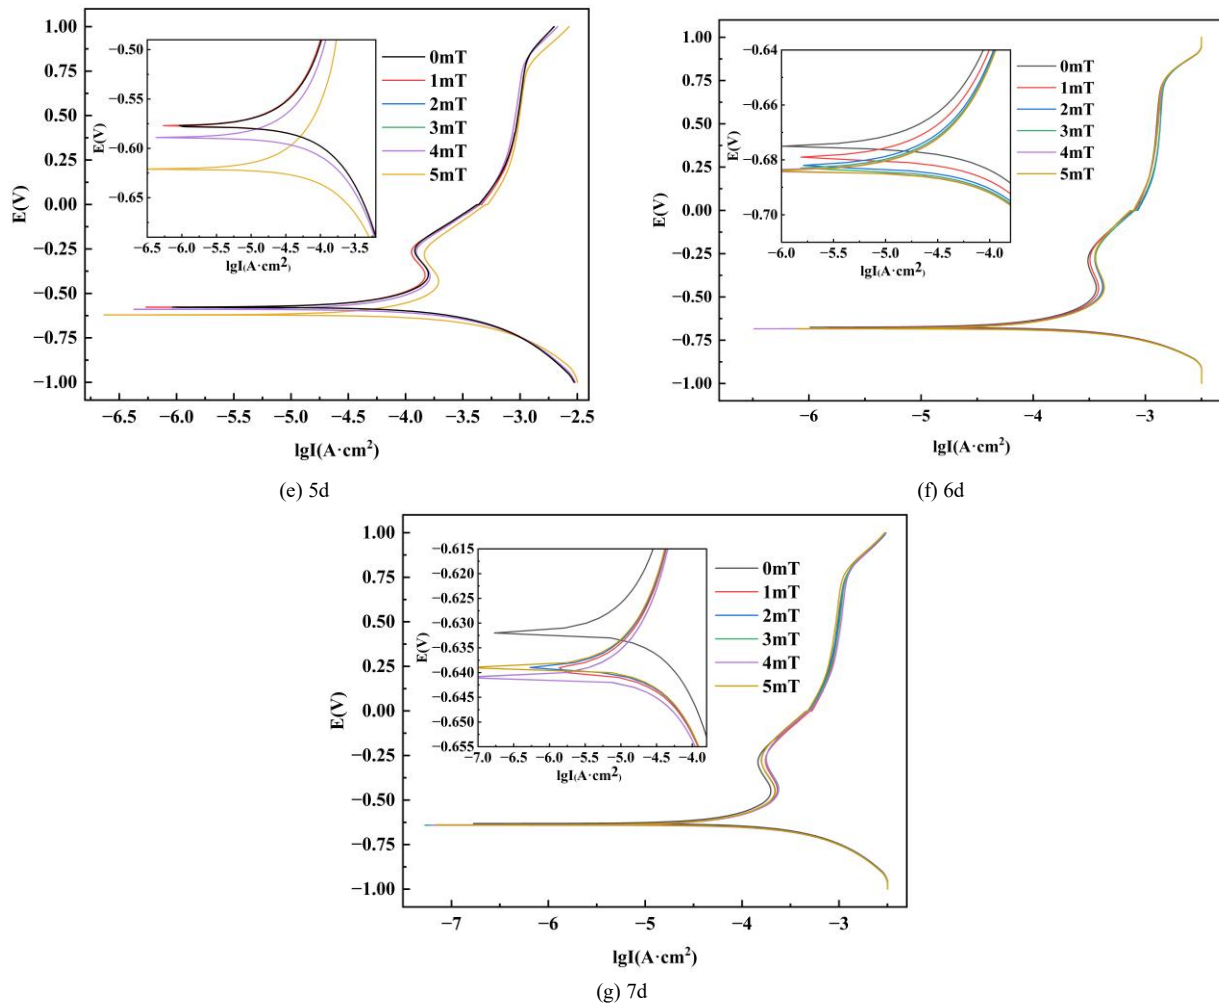 1.00
0.75
0.50
0.25
0.00
−0.25
−0.50
−0.75
−1.00
E(V)
−6.5 −6.0 −5.5 −5.0 −4.5 −4.0 −3.5 −3.0 −2.5
lgI(A·cm²)
−0.50
−0.55
−0.60
−0.65
E(V)
−6.5 −6.0 −5.5 −5.0 −4.5 −4.0 −3.5
lgI(A·cm²)
0mT
1mT
2mT
3mT
4mT
5mT
(e) 5d
1.00
0.75
0.50
0.25
0.00
−0.25
−0.50
−0.75
−1.00
E(V)
−6 −5 −4 −3
lgI(A·cm²)
−0.64
−0.66
−0.68
−0.70
E(V)
−6.0 −5.5 −5.0 −4.5 −4.0
lgI(A·cm²)
0mT
1mT
2mT
3mT
4mT
5mT
(f) 6d
1.00
0.75
0.50
0.25
0.00
−0.25
−0.50
−0.75
−1.00
E(V)
−7 −6 −5 −4 −3
lgI(A·cm²)
−0.615
−0.620
−0.625
−0.630
−0.635
−0.640
−0.645
−0.650
−0.655
E(V)
−7.0 −6.5 −6.0 −5.5 −5.0 −4.5 −4.0
lgI(A·cm²)
0mT
1mT
2mT
3mT
4mT
5mT
(g) 7d